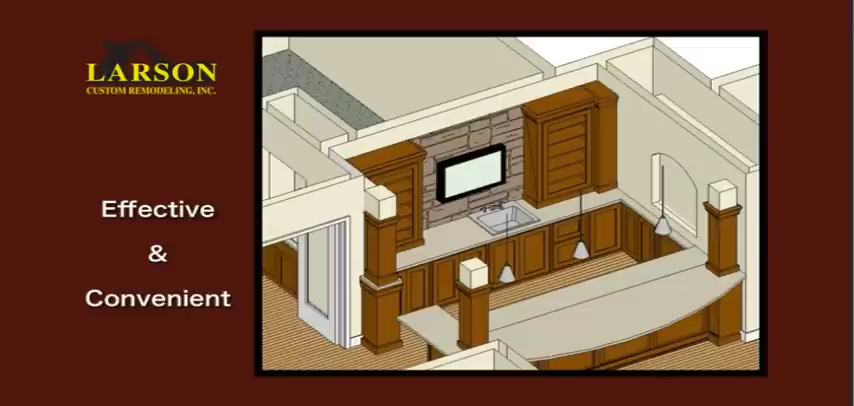 LARSON
CUSTOM REMODELING, INC.
Effective
&
Convenient